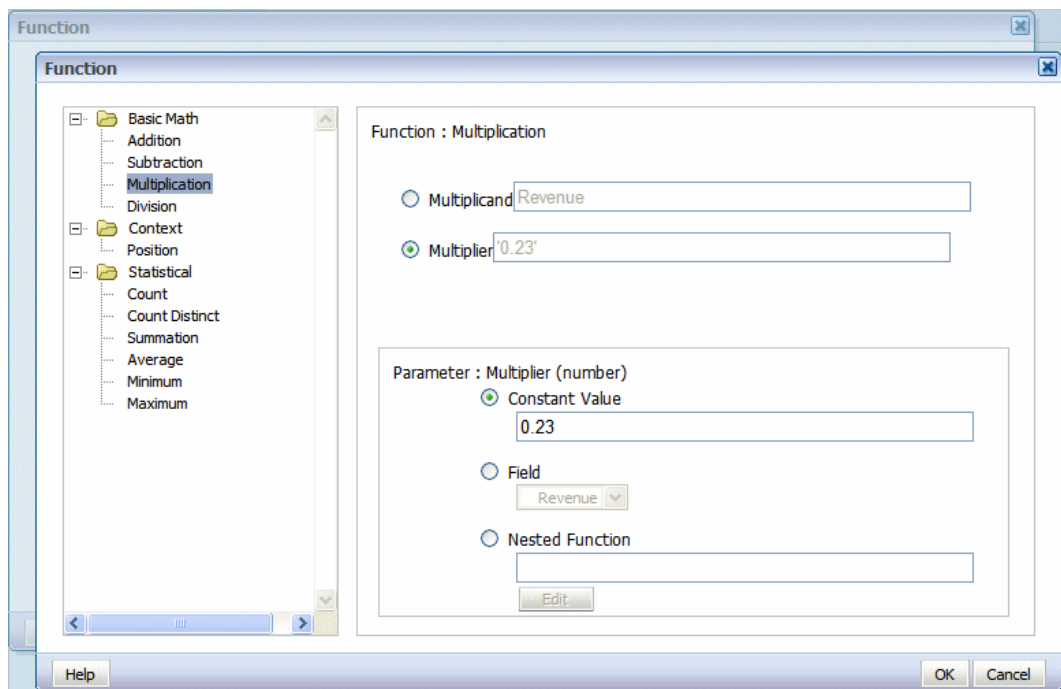 Function
Function
Basic Math
Addition
Subtraction
Multiplication
Division
Context
Position
Statistical
Count
Count Distinct
Summation
Average
Minimum
Maximum
Function : Multiplication
Multiplicand Revenue
Multiplier '0.23'
Parameter : Multiplier (number)
Constant Value
0.23
Field
Revenue
Nested Function
Edit
Help
OK Cancel